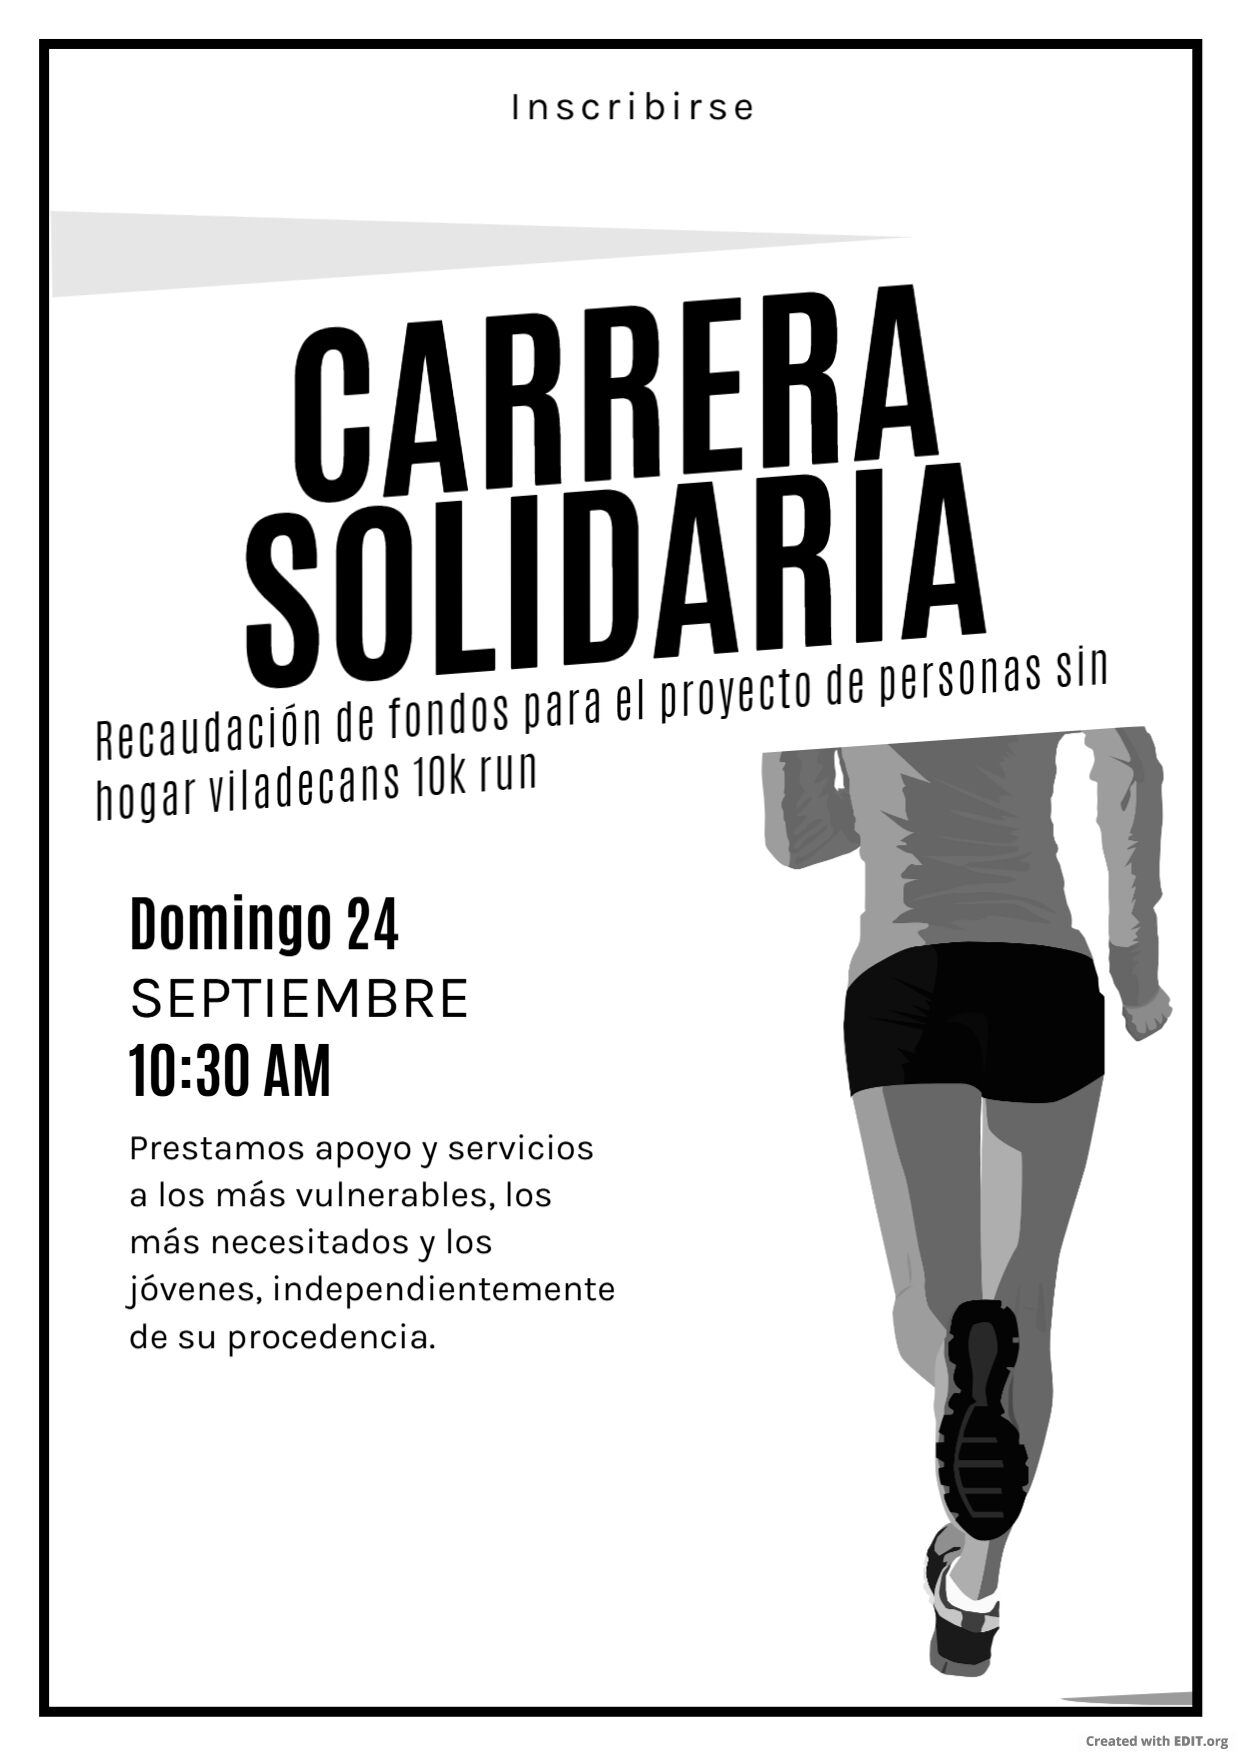 Inscribirse
CARRERA
SOLIDARIA
Recaudación de fondos para el proyecto de personas sin
hogar viladecans 10k run
Domingo 24
SEPTIEMBRE
10:30 AM
Prestamos apoyo y servicios
a los más vulnerables, los
más necesitados y los
jóvenes, independientemente
de su procedencia.
Created with EDIT.org